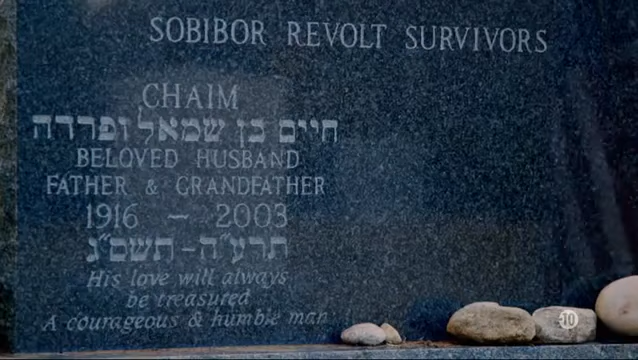 SOBIBOR REVOLT SURVIVORS
CHAIM
חיים בן שמאל ופרדה
BELOVED HUSBAND
FATHER & GRANDFATHER
1916 – 2003
תרע״ה-תשס״ג
His love will always
be treasured
A courageous & humble man
-10